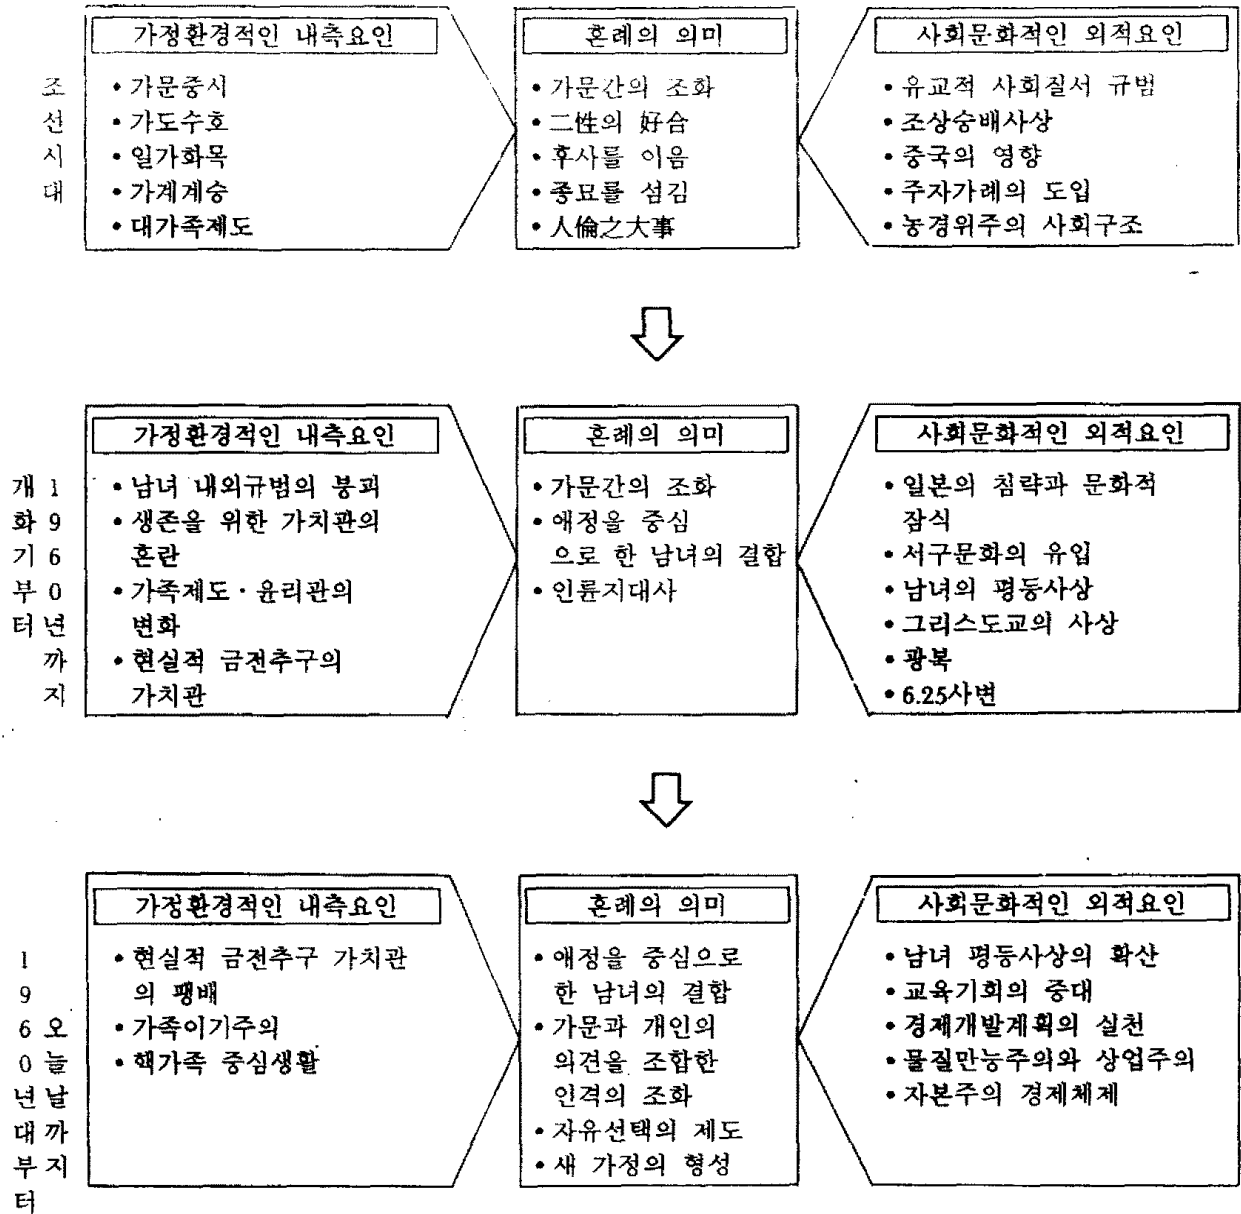 조선시대
가정환경적인 내측요인
• 가문중시
• 가도수호
• 일가화목
• 가계계승
• 대가족제도
혼례의 의미
• 가문간의 조화
• 二性의 好合
• 후사를 이음
• 종묘를 섬김
• 人倫之大事
사회문화적인 외적요인
• 유교적 사회질서 규범
• 조상숭배사상
• 중국의 영향
• 주자가례의 도입
• 농경위주의 사회구조
개화기부터
1960년까지
가정환경적인 내측요인
• 남녀 내외규범의 붕괴
• 생존을 위한 가치관의
혼란
• 가족제도 · 윤리관의
변화
• 현실적 금전추구의
가치관
혼례의 의미
• 가문간의 조화
• 애정을 중심
으로 한 남녀의 결합
• 인륜지대사
사회문화적인 외적요인
• 일본의 침략과 문화적
잠식
• 서구문화의 유입
• 남녀의 평등사상
• 그리스도교의 사상
• 광복
• 6.25사변
1960년대부터
오늘날까지
가정환경적인 내측요인
• 현실적 금전추구 가치관
의 팽배
• 가족이기주의
• 핵가족 중심생활
혼례의 의미
• 애정을 중심으로
한 남녀의 결합
• 가문과 개인의
의견을 조합한
인격의 조화
• 자유선택의 제도
• 새 가정의 형성
사회문화적인 외적요인
• 남녀 평등사상의 확산
• 교육기회의 증대
• 경제개발계획의 실천
• 물질만능주의와 상업주의
• 자본주의 경제체제